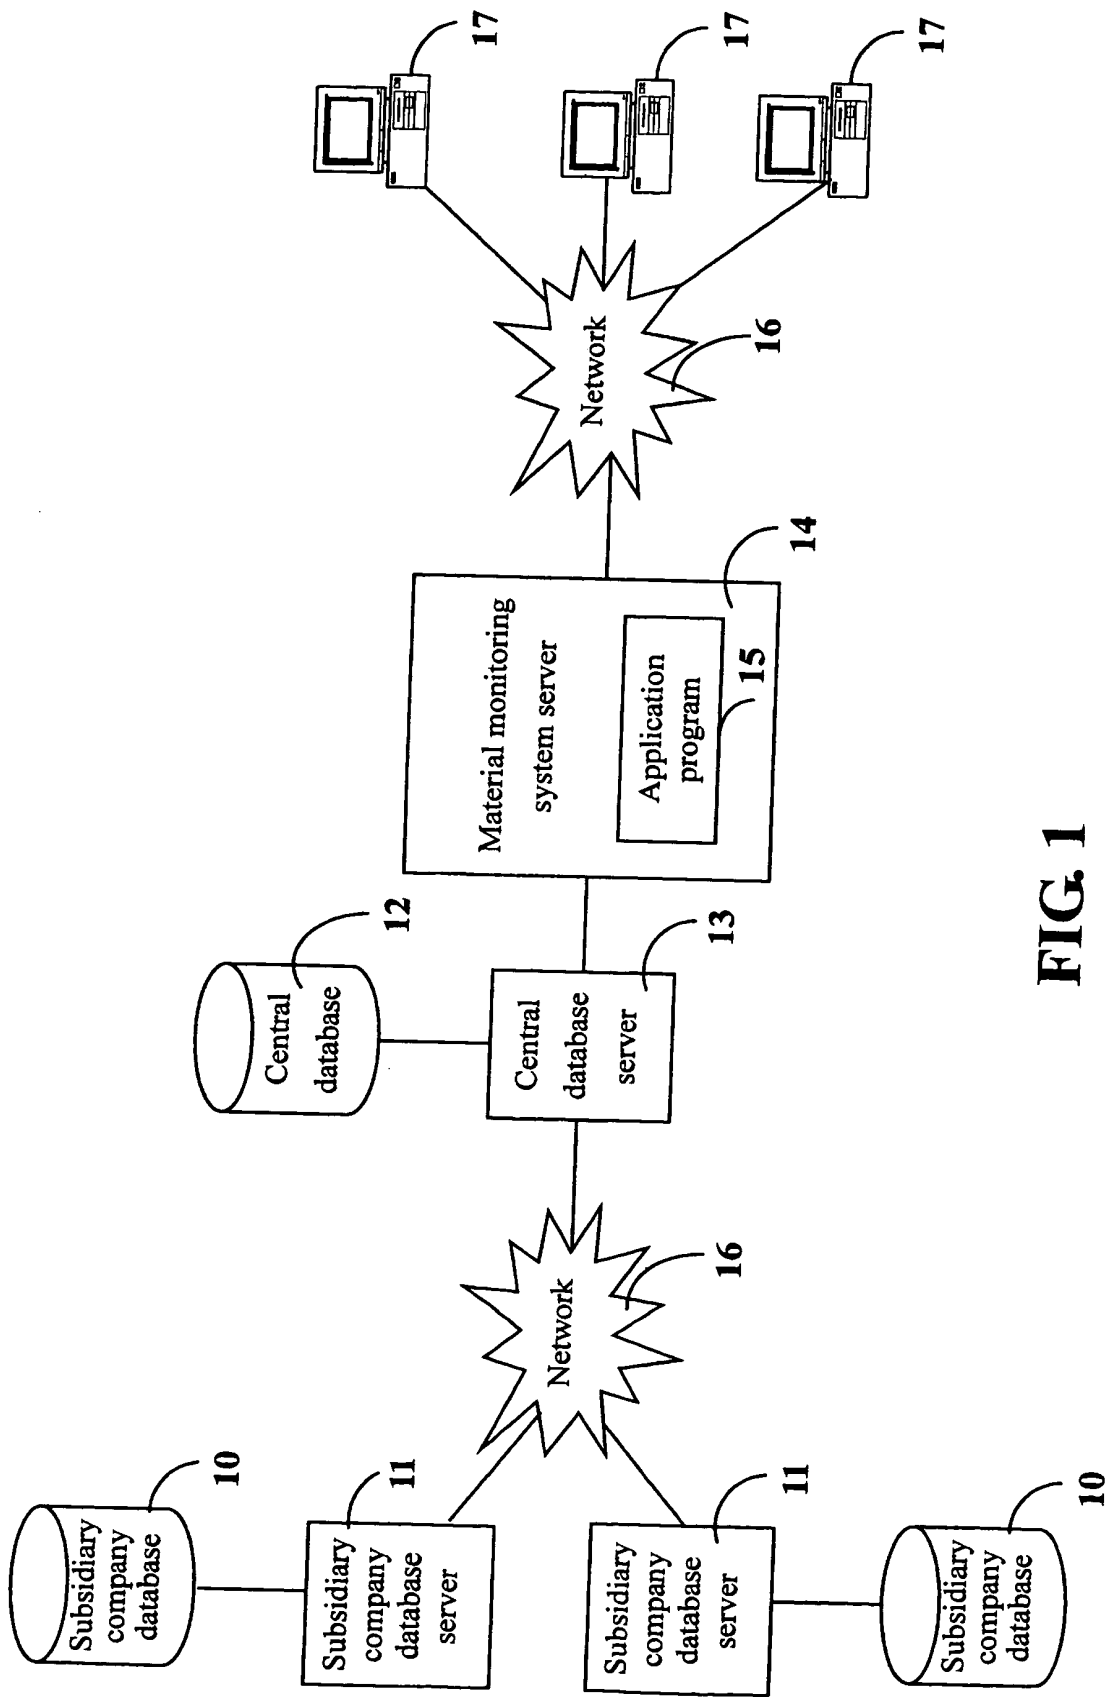 Subsidiary
company
database
10
Subsidiary
company
database
server
11
Subsidiary
company
database
server
11
Subsidiary
company
database
10
Network
16
Central
database
12
Central
database
server
13
Material monitoring
system server
14
Application
program
15
Network
16
17
17
17
FIG. 1